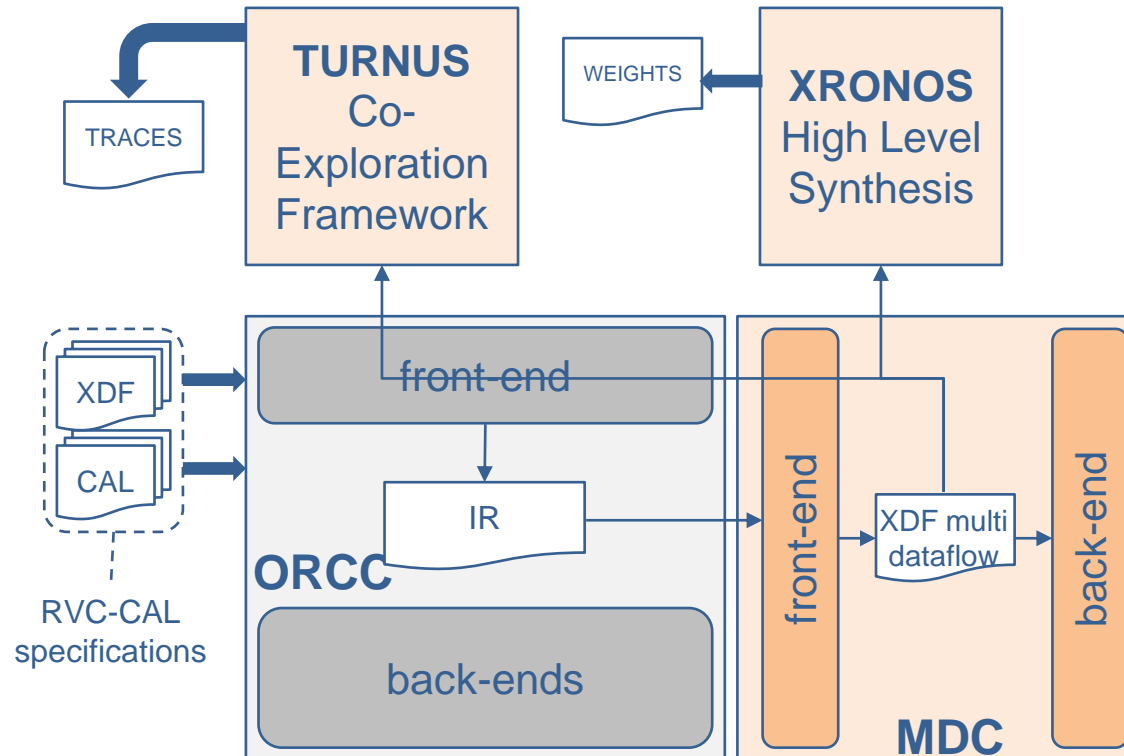 TURNUS
Co-
Exploration
Framework
TRACES
WEIGHTS
XRONOS
High Level
Synthesis
XDF
CAL
RVC-CAL
specifications
front-end
IR
ORCC
back-ends
front-end
XDF multi
dataflow
back-end
MDC